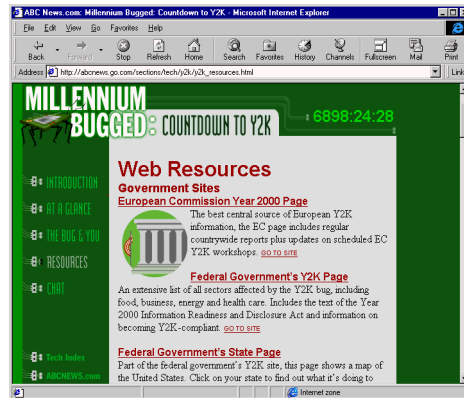 ABC News.com: Millennium Bugged: Countdown to Y2K - Microsoft Internet Explorer
File Edit View Go Favorites Help
Back Forward Stop Refresh Home Search Favorites History Channels Fullscreen Mail Print
Address http://abcnews.go.com/sections/tech/y2k/y2k_resources.html Link
MILLENNIUM
BUGGED: COUNTDOWN TO Y2K
6898:24:28
INTRODUCTION
AT A GLANCE
THE BUG & YOU
RESOURCES
CHAT
Tech Index
ABCNEWS.com
Web Resources
Government Sites
European Commission Year 2000 Page
The best central source of European Y2K
information, the EC page includes regular
countrywide reports plus updates on scheduled EC
Y2K workshops. GO TO SITE
Federal Government's Y2K Page
An extensive list of all sectors affected by the Y2K bug, including
food, business, energy and health care. Includes the text of the Year
2000 Information Readiness and Disclosure Act and information on
becoming Y2K-compliant. GO TO SITE
Federal Government's State Page
Part of the federal government's Y2K site, this page shows a map of
the United States. Click on your state to find out what it's doing to
Internet zone